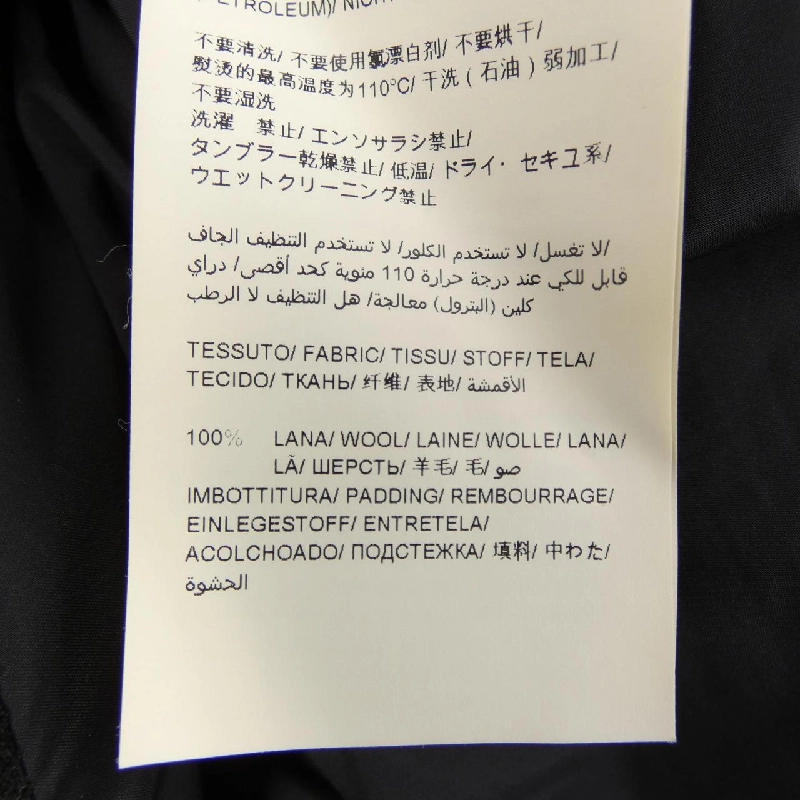 (PETROLEUM)/
不要清洗/ 不要使用氯漂白剂/ 不要烘干/
熨烫的最高温度为110°C/ 干洗 ( 石油 ) 弱加工/
不要湿洗
洗濯 禁止/ エンソサラシ禁止/
タンブラー乾燥禁止/ 低温/ ドライ・ セキユ系/
ウエットクリーニング禁止
لا تغسل/ لا تستخدم الكلور/ لا تستخدم التنظيف الجاف/
قابل للكي عند درجة حرارة 110 مئوية كحد أقصى/ دراي
كلين (البترول) معالجة/ هل التنظيف لا الرطب
TESSUTO/ FABRIC/ TISSU/ STOFF/ TELA/
TECIDO/ ТКАНЬ/ 纤维/ 表地/ الأقمشة
100% LANA/ WOOL/ LAINE/ WOLLE/ LANA/
LÃ/ ШЕРСТЬ/ 羊毛/ 毛/ صو
IMBOTTITURA/ PADDING/ REMBOURRAGE/
EINLEGESTOFF/ ENTRETELA/
ACOLCHOADO/ ПОДСТЕЖКА/ 填料/ 中わた/
الحشوة